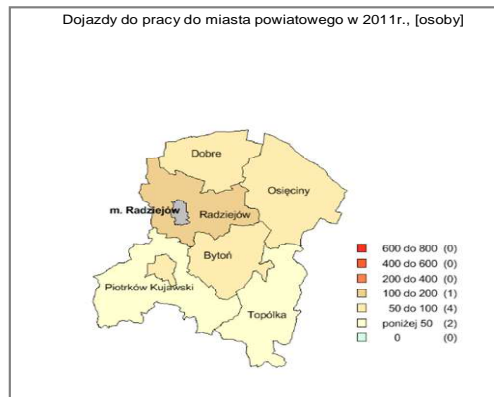 Dojazdy do pracy do miasta powiatowego w 2011r., [osoby]
Dobre
Osięciny
m. Radziejów
Radziejów
Bytoń
Piotrków Kujawski
Topólka
600 do 800 (0)
400 do 600 (0)
200 do 400 (0)
100 do 200 (1)
50 do 100 (4)
poniżej 50 (2)
0 (0)